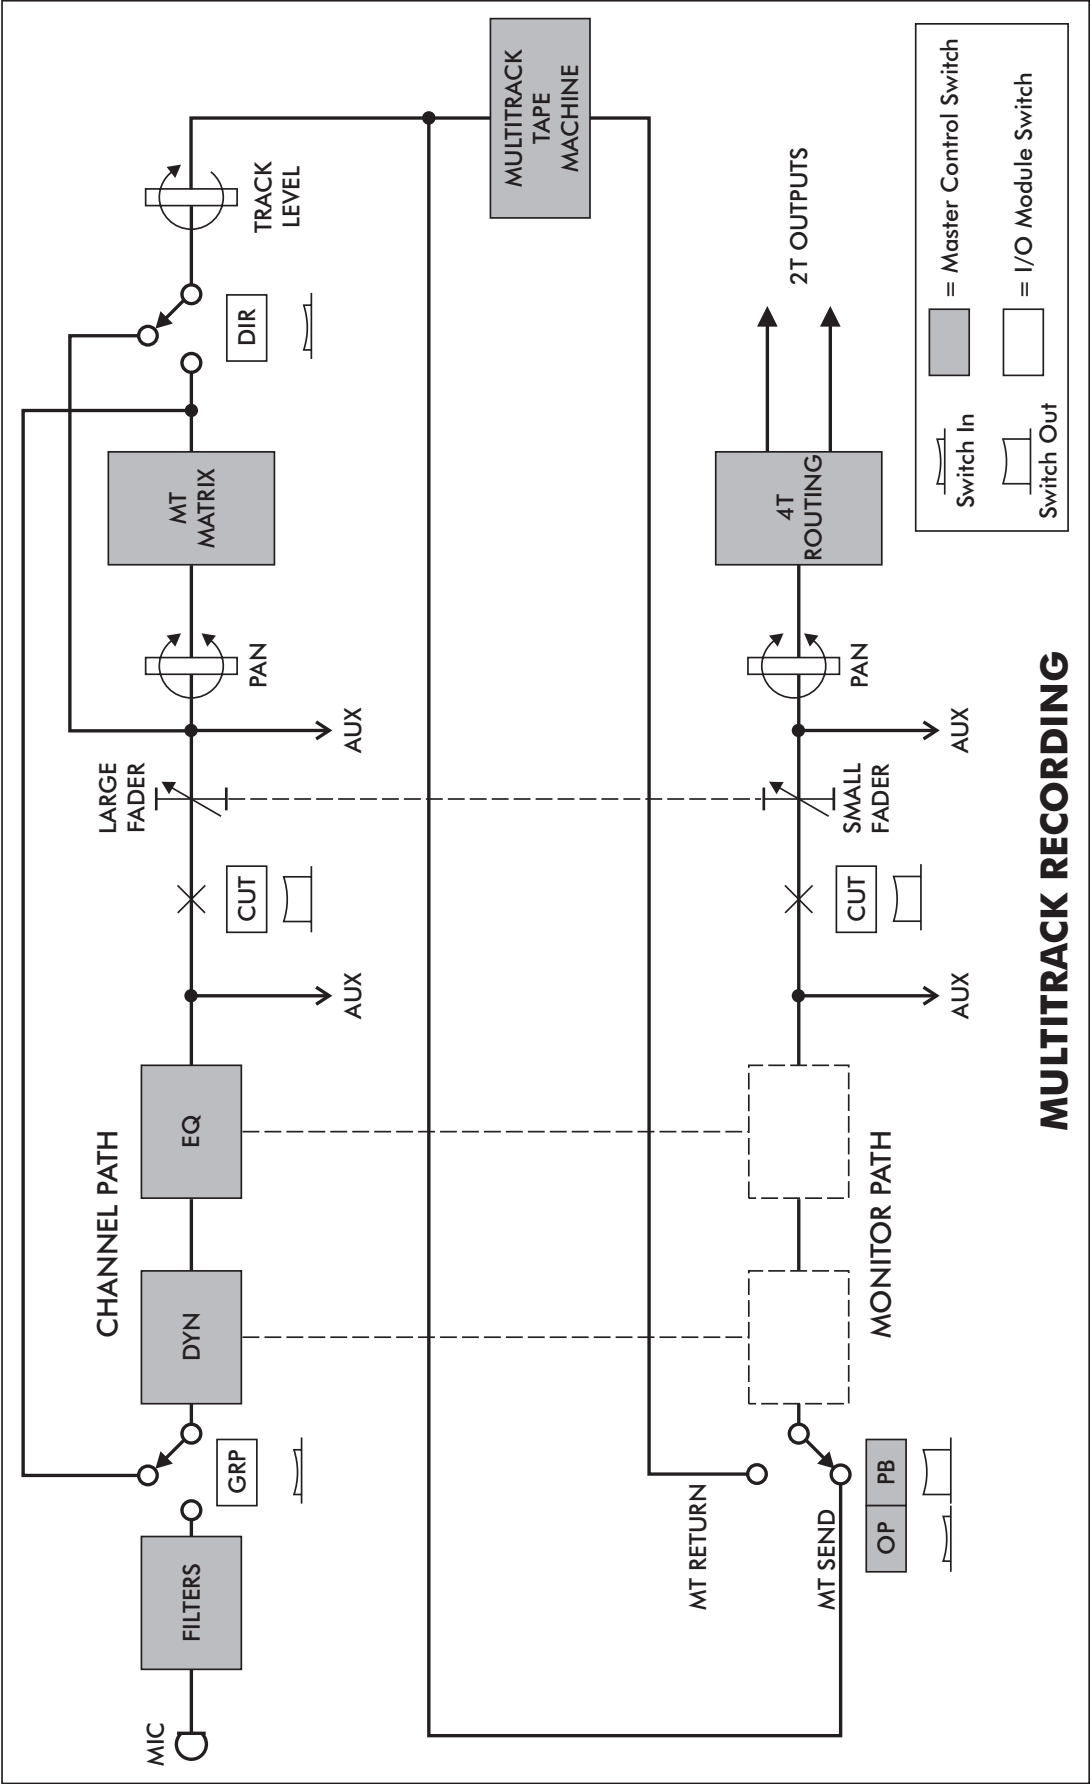 MIC
FILTERS
GRP
CHANNEL PATH
DYN
EQ
AUX
CUT
LARGE
FADER
AUX
PAN
MT
MATRIX
DIR
TRACK
LEVEL
MULTITRACK
TAPE
MACHINE
MT RETURN
MT SEND
OP
PB
MONITOR PATH
AUX
CUT
SMALL
FADER
AUX
PAN
4T
ROUTING
2T OUTPUTS
Switch In
= Master Control Switch
Switch Out
= I/O Module Switch
MULTITRACK RECORDING